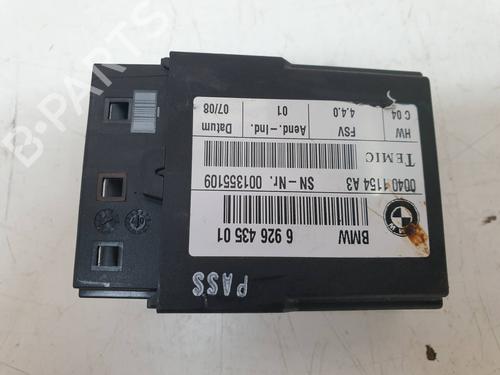 BMW 6 926 435 01
0040 1154 A3 SN-Nr. 0013555109
TEMIC
HW FSV Aend.-Ind. Datum
C 04 4.4.0 01 07/08
PASS
B-PARTS